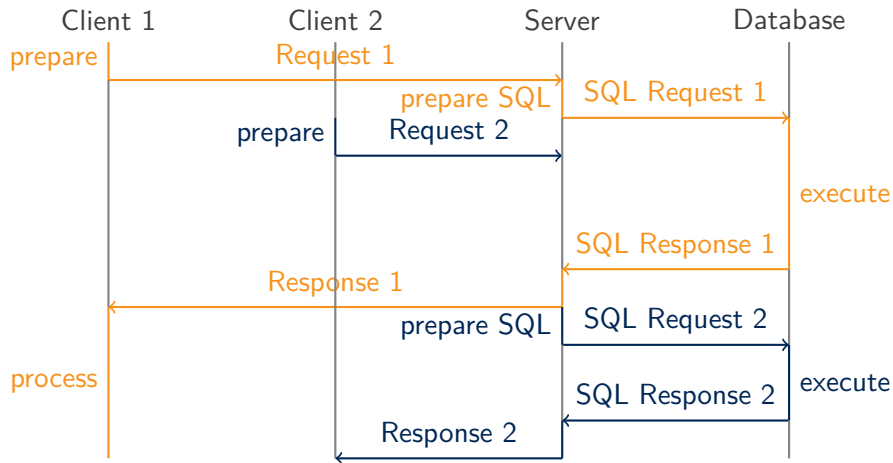 Client 1
Client 2
Server
Database
prepare
Request 1
prepare SQL
SQL Request 1
prepare
Request 2
execute
SQL Response 1
Response 1
prepare SQL
SQL Request 2
process
execute
SQL Response 2
Response 2